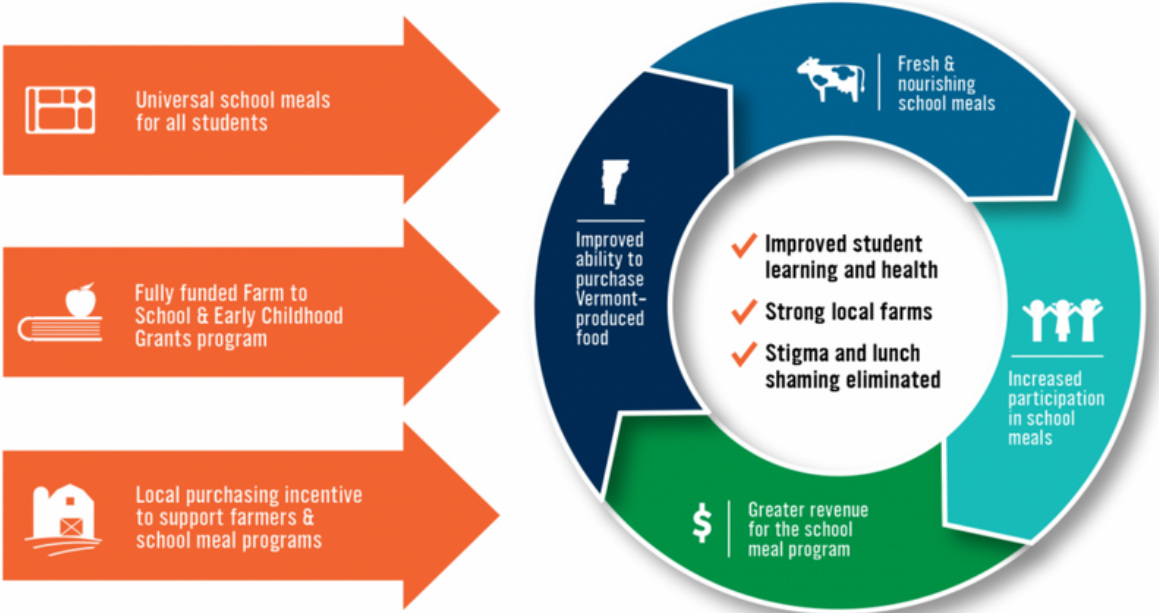 Universal school meals
for all students
Fully funded Farm to
School & Early Childhood
Grants program
Local purchasing incentive
to support farmers &
school meal programs
Fresh &
nourishing
school meals
Increased
participation
in school
meals
$
Greater revenue
for the school
meal program
Improved
ability to
purchase
Vermont-
produced
food
Improved student
learning and health
Strong local farms
Stigma and lunch
shaming eliminated